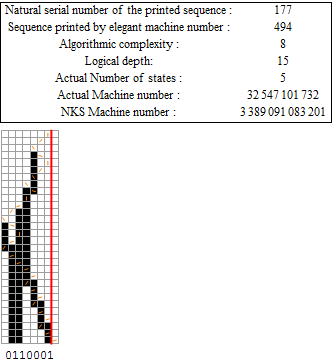 Natural serial number of the printed sequence : 177
Sequence printed by elegant machine number : 494
Algorithmic complexity : 8
Logical depth: 15
Actual Number of states : 5
Actual Machine number : 32 547 101 732
NKS Machine number : 3 389 091 083 201
0110001